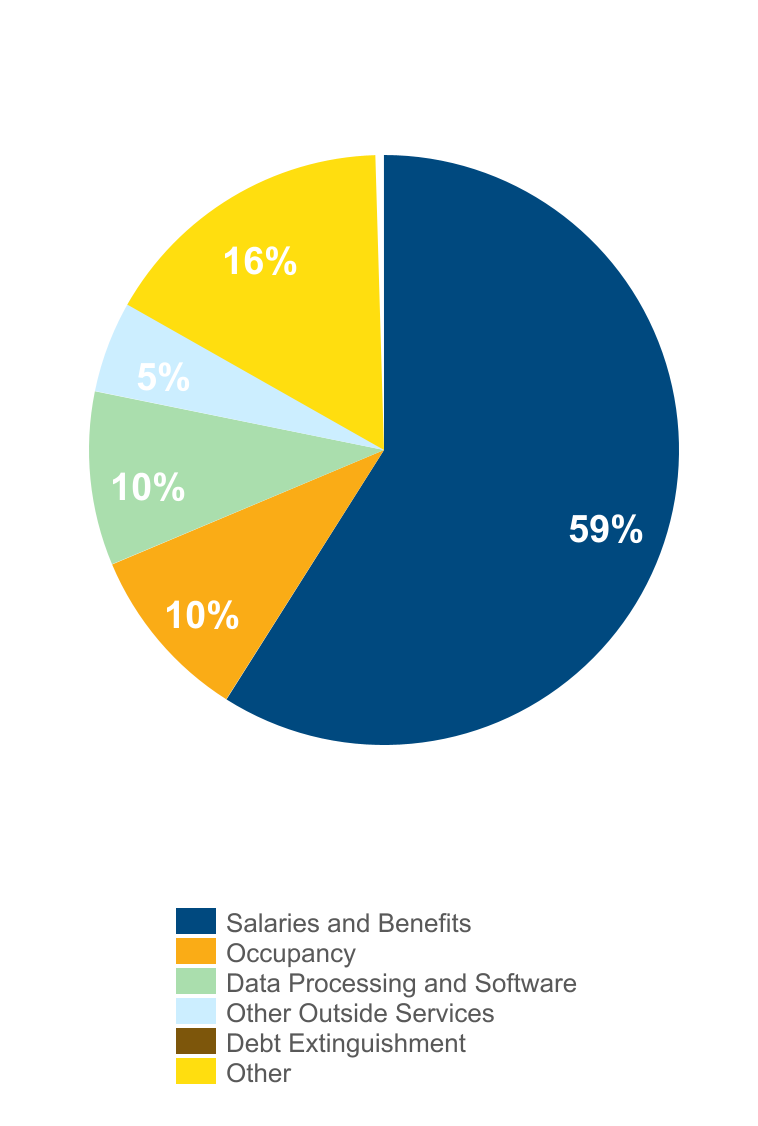 16%
5%
10%
59%
10%
Salaries and Benefits
Occupancy
Data Processing and Software
Other Outside Services
Debt Extinguishment
Other